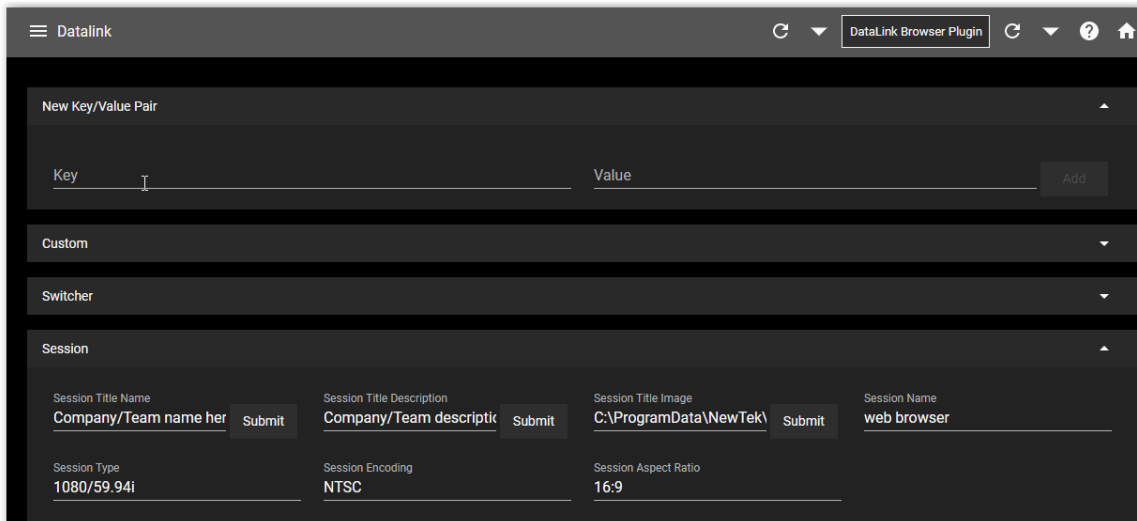 Datalink
DataLink Browser Plugin
New Key/Value Pair
Key
Value
Add
Custom
Switcher
Session
Session Title Name
Company/Team name her
Submit
Session Title Description
Company/Team descriptic
Submit
Session Title Image
C:\ProgramData\NewTek\
Submit
Session Name
web browser
Session Type
1080/59.94i
Session Encoding
NTSC
Session Aspect Ratio
16:9